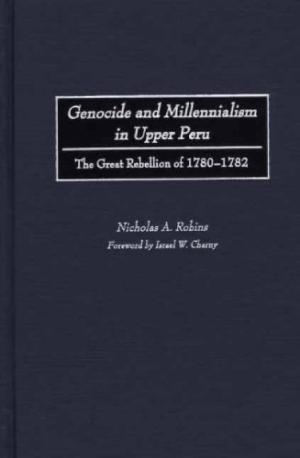 Genocide and Millennialism
in Upper Peru
The Great Rebellion of 1780–1782
Nicholas A. Robins
Foreword by Israel W. Charny